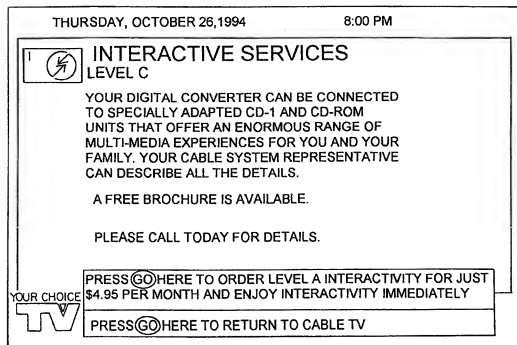 THURSDAY, OCTOBER 26,1994 8:00 PM
1
INTERACTIVE SERVICES
LEVEL C
YOUR DIGITAL CONVERTER CAN BE CONNECTED
TO SPECIALLY ADAPTED CD-1 AND CD-ROM
UNITS THAT OFFER AN ENORMOUS RANGE OF
MULTI-MEDIA EXPERIENCES FOR YOU AND YOUR
FAMILY. YOUR CABLE SYSTEM REPRESENTATIVE
CAN DESCRIBE ALL THE DETAILS.
A FREE BROCHURE IS AVAILABLE.
PLEASE CALL TODAY FOR DETAILS.
PRESS GO HERE TO ORDER LEVEL A INTERACTIVITY FOR JUST
$4.95 PER MONTH AND ENJOY INTERACTIVITY IMMEDIATELY
YOUR CHOICE
TV
PRESS GO HERE TO RETURN TO CABLE TV